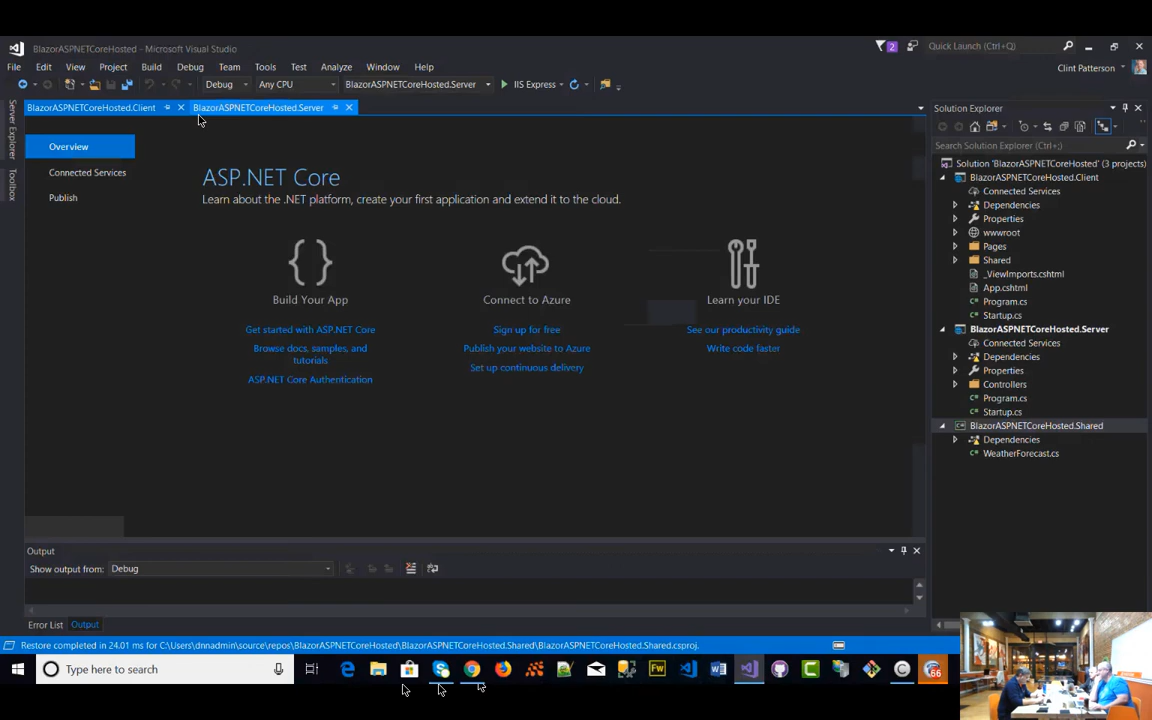 BlazorASPNETCoreHosted - Microsoft Visual Studio
2
Quick Launch (Ctrl+Q)
File Edit View Project Build Debug Team Tools Test Analyze Window Help
Clint Patterson
Debug Any CPU BlazorASPNETCoreHosted.Server IIS Express
Server Explorer
Toolbox
BlazorASPNETCoreHosted.Client BlazorASPNETCoreHosted.Server
Overview
Connected Services
Publish
ASP.NET Core
Learn about the .NET platform, create your first application and extend it to the cloud.
Build Your App
Get started with ASP.NET Core
Browse docs, samples, and
tutorials
ASP.NET Core Authentication
Connect to Azure
Sign up for free
Publish your website to Azure
Set up continuous delivery
Learn your IDE
See our productivity guide
Write code faster
Solution Explorer
Search Solution Explorer (Ctrl+;)
Solution 'BlazorASPNETCoreHosted' (3 projects)
BlazorASPNETCoreHosted.Client
Connected Services
Dependencies
Properties
wwwroot
Pages
Shared
_ViewImports.cshtml
App.cshtml
Program.cs
Startup.cs
BlazorASPNETCoreHosted.Server
Connected Services
Dependencies
Properties
Controllers
Program.cs
Startup.cs
BlazorASPNETCoreHosted.Shared
Dependencies
WeatherForecast.cs
Output
Show output from: Debug
Error List Output
Restore completed in 24.01 ms for C:\Users\dnnadmin\source\repos\BlazorASPNETCoreHosted\BlazorASPNETCoreHosted.Shared\BlazorASPNETCoreHosted.Shared.csproj.
Type here to search
Fw
66